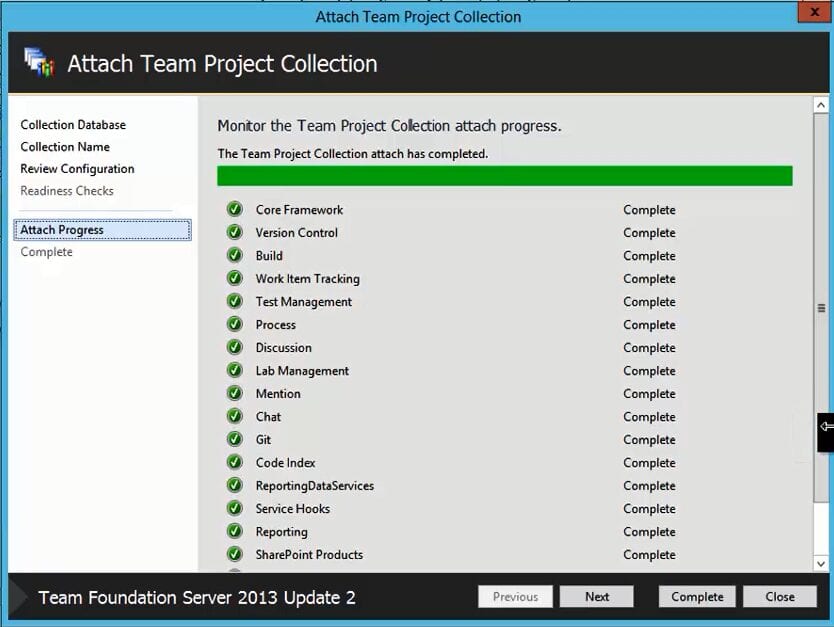 Attach Team Project Collection
x
Attach Team Project Collection
Collection Database
Collection Name
Review Configuration
Readiness Checks
Attach Progress
Complete
Monitor the Team Project Collection attach progress.
The Team Project Collection attach has completed.
Core Framework Complete
Version Control Complete
Build Complete
Work Item Tracking Complete
Test Management Complete
Process Complete
Discussion Complete
Lab Management Complete
Mention Complete
Chat Complete
Git Complete
Code Index Complete
ReportingDataServices Complete
Service Hooks Complete
Reporting Complete
SharePoint Products Complete
Team Foundation Server 2013 Update 2
Previous Next Complete Close